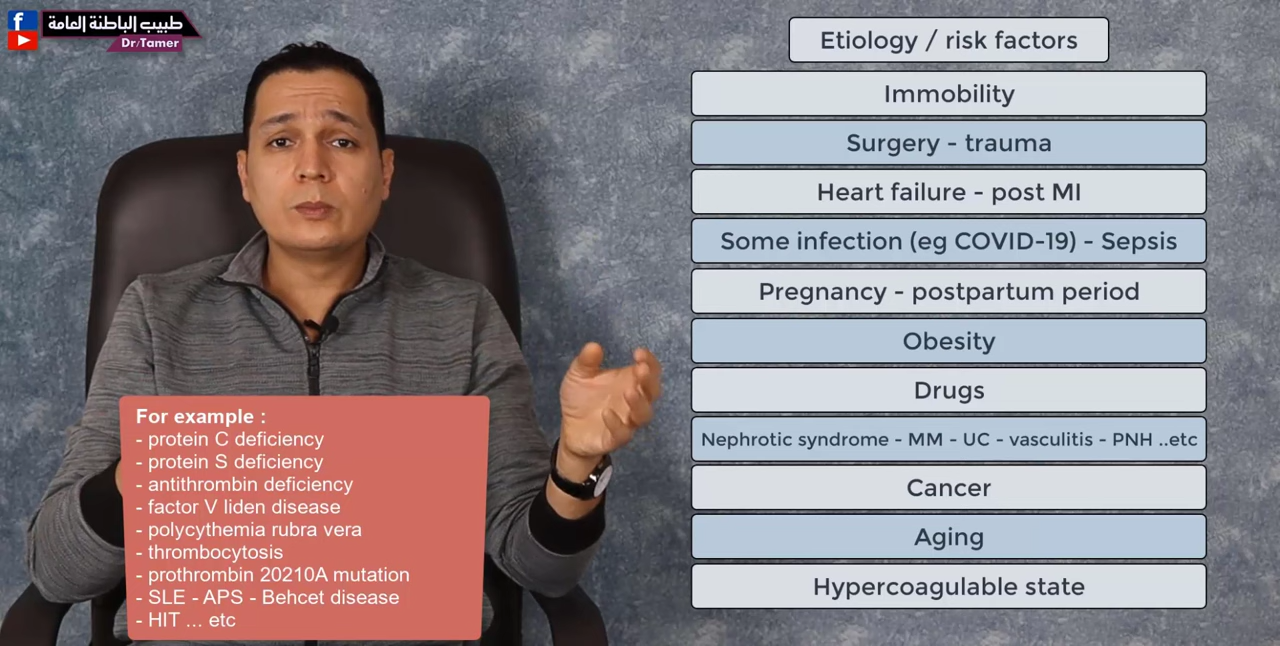 طبيب الباطنة العامة
Dr/Tamer
Etiology / risk factors
Immobility
Surgery - trauma
Heart failure - post MI
Some infection (eg COVID-19) - Sepsis
Pregnancy - postpartum period
Obesity
Drugs
Nephrotic syndrome - MM - UC - vasculitis - PNH ..etc
Cancer
Aging
Hypercoagulable state
For example :
- protein C deficiency
- protein S deficiency
- antithrombin deficiency
- factor V liden disease
- polycythemia rubra vera
- thrombocytosis
- prothrombin 20210A mutation
- SLE - APS - Behcet disease
- HIT ... etc